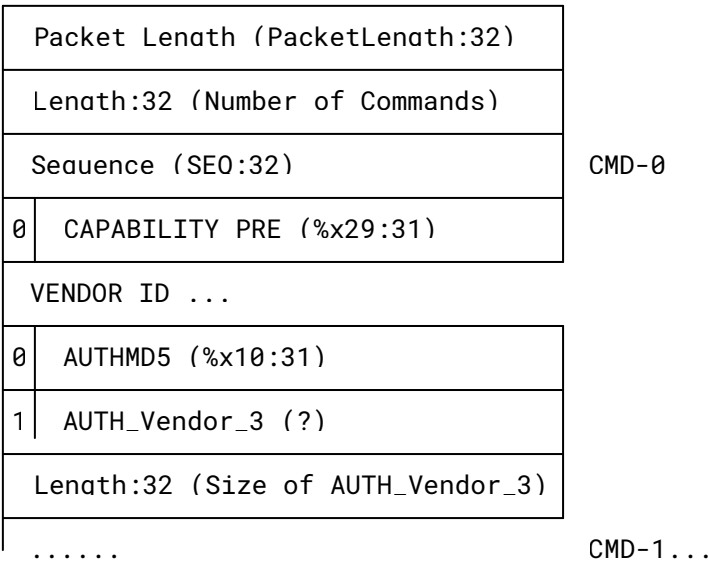 Packet Length (PacketLength:32)
Length:32 (Number of Commands)
Sequence (SEQ:32) CMD-0
0 CAPABILITY PRE (%x29:31)
VENDOR ID ...
0 AUTHMD5 (%x10:31)
1 AUTH_Vendor_3 (?)
Length:32 (Size of AUTH_Vendor_3)
...... CMD-1...